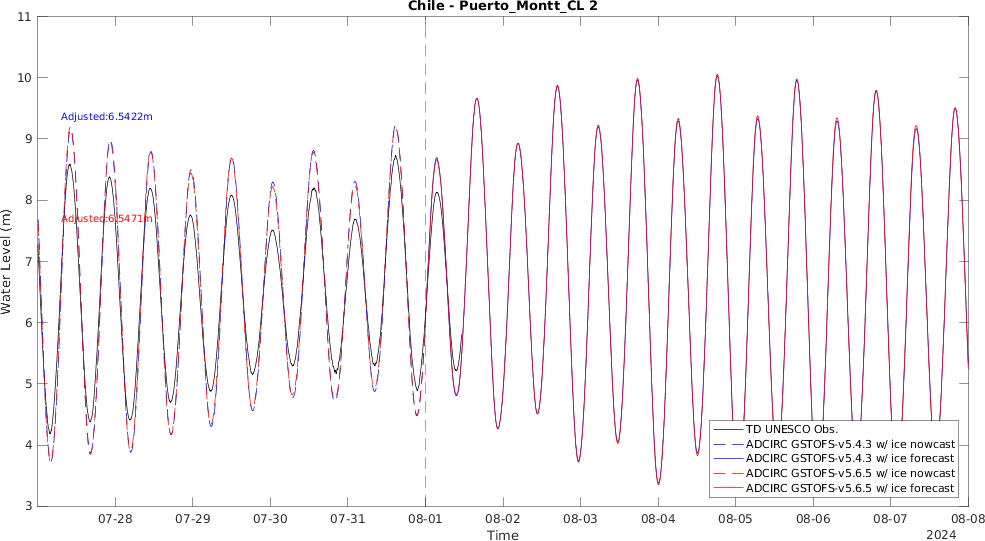 Chile - Puerto_Montt_CL 2
11
10
9
8
7
6
5
4
3
Water Level (m)
Adjusted:6.5422m
Adjusted:6.5471m
TD UNESCO Obs.
ADCIRC GSTOFS-v5.4.3 w/ ice nowcast
ADCIRC GSTOFS-v5.4.3 w/ ice forecast
ADCIRC GSTOFS-v5.6.5 w/ ice nowcast
ADCIRC GSTOFS-v5.6.5 w/ ice forecast
07-28 07-29 07-30 07-31 08-01 08-02 08-03 08-04 08-05 08-06 08-07 08-08
Time
2024